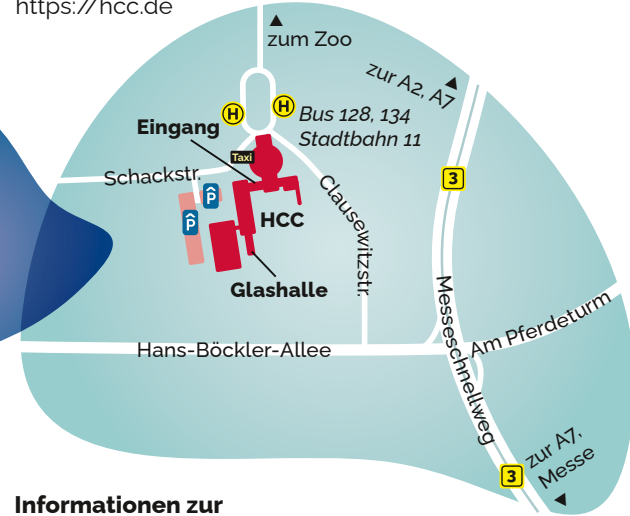 https://hcc.de
zum Zoo
zur A2, A7
H
H
Bus 128, 134
Stadtbahn 11
Eingang
Taxi
Schackstr.
P
P
3
HCC
Clausewitzstr.
Glashalle
Messeschnellweg
Am Pferdeturm
Hans-Böckler-Allee
3
zur A7,
Messe
Informationen zur